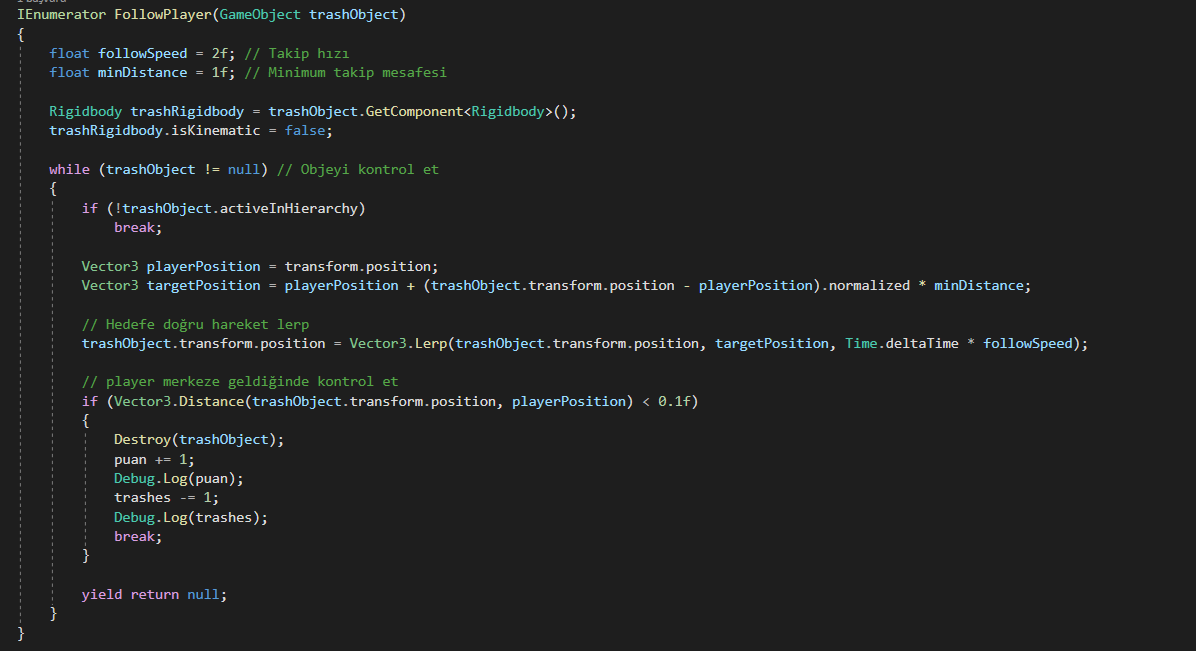 IEnumerator FollowPlayer(GameObject trashObject)
{
float followSpeed = 2f; // Takip hızı
float minDistance = 1f; // Minimum takip mesafesi
Rigidbody trashRigidbody = trashObject.GetComponent<Rigidbody>();
trashRigidbody.isKinematic = false;
while (trashObject != null) // Objeyi kontrol et
{
if (!trashObject.activeInHierarchy)
break;
Vector3 playerPosition = transform.position;
Vector3 targetPosition = playerPosition + (trashObject.transform.position - playerPosition).normalized * minDistance;
// Hedefe doğru hareket lerp
trashObject.transform.position = Vector3.Lerp(trashObject.transform.position, targetPosition, Time.deltaTime * followSpeed);
// player merkeze geldiğinde kontrol et
if (Vector3.Distance(trashObject.transform.position, playerPosition) < 0.1f)
{
Destroy(trashObject);
puan += 1;
Debug.Log(puan);
trashes -= 1;
Debug.Log(trashes);
break;
}
yield return null;
}
}